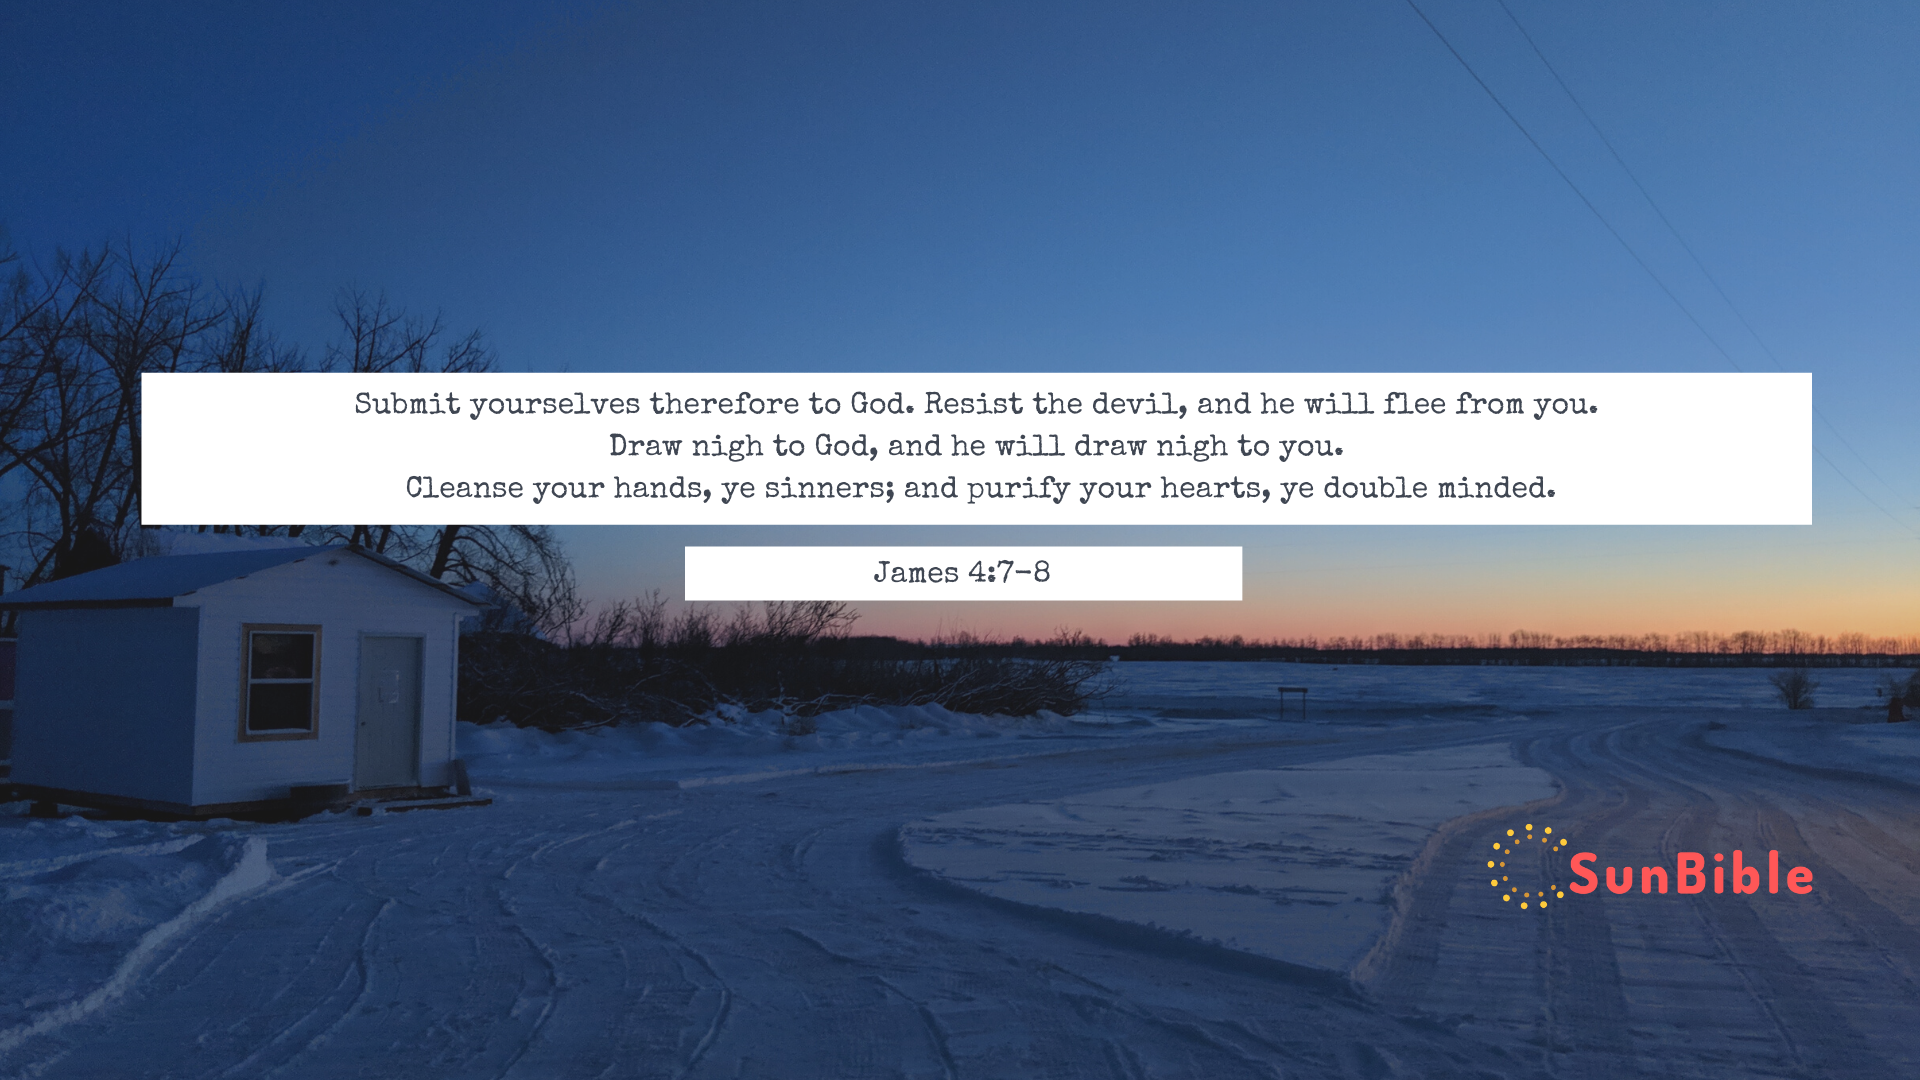 Submit yourselves therefore to God. Resist the devil, and he will flee from you.
Draw nigh to God, and he will draw nigh to you.
Cleanse your hands, ye sinners; and purify your hearts, ye double minded.
James 4:7-8
SunBible